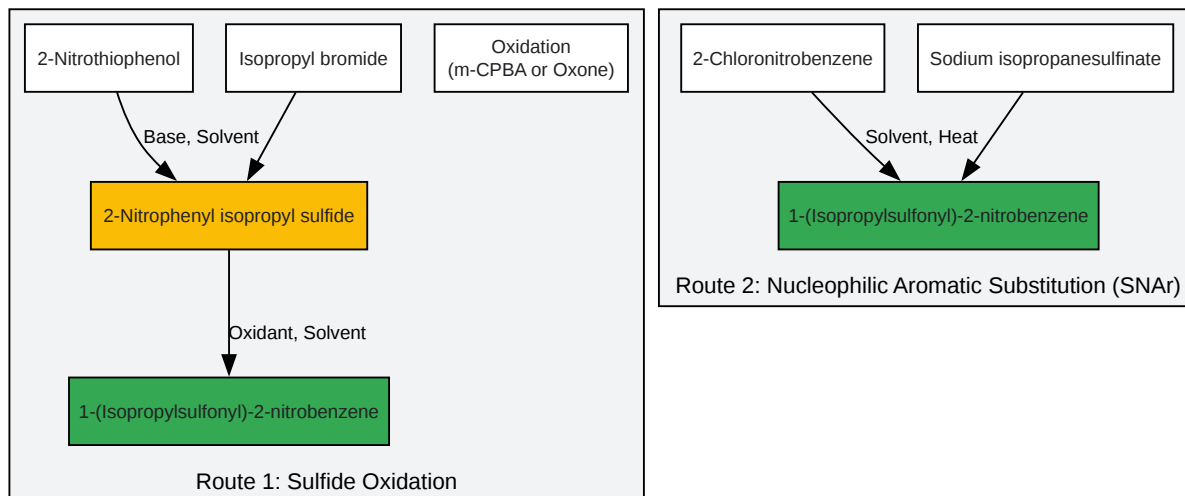 2-Nitrothiophenol
Isopropyl bromide
Oxidation
(m-CPBA or Oxone)
Base, Solvent
2-Nitrophenyl isopropyl sulfide
Oxidant, Solvent
1-(Isopropylsulfonyl)-2-nitrobenzene
Route 1: Sulfide Oxidation
2-Chloronitrobenzene
Sodium isopropanesulfinate
Solvent, Heat
1-(Isopropylsulfonyl)-2-nitrobenzene
Route 2: Nucleophilic Aromatic Substitution (SNAr)